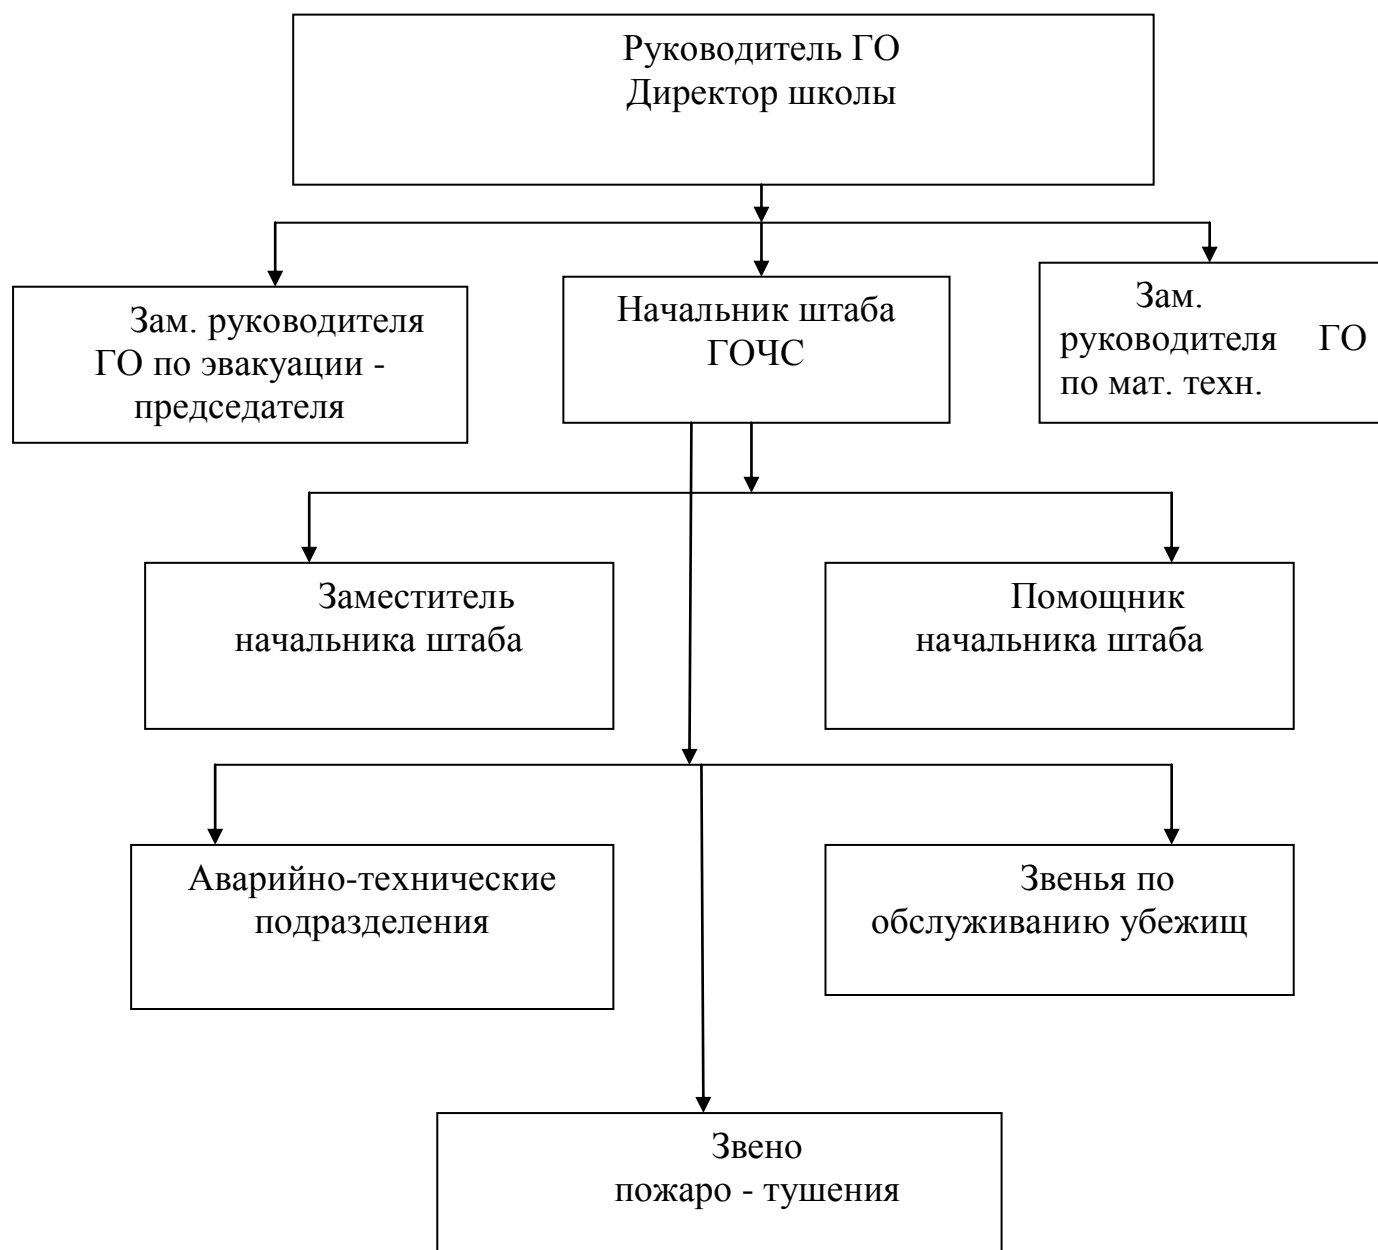 Руководитель ГО
Директор школы
Зам. руководителя
ГО по эвакуации -
председателя
Начальник штаба
ГОЧС
Зам.
руководителя ГО
по мат. техн.
Заместитель
начальника штаба
Помощник
начальника штаба
Аварийно-технические
подразделения
Звенья по
обслуживанию убежищ
Звено
пожаро - тушения